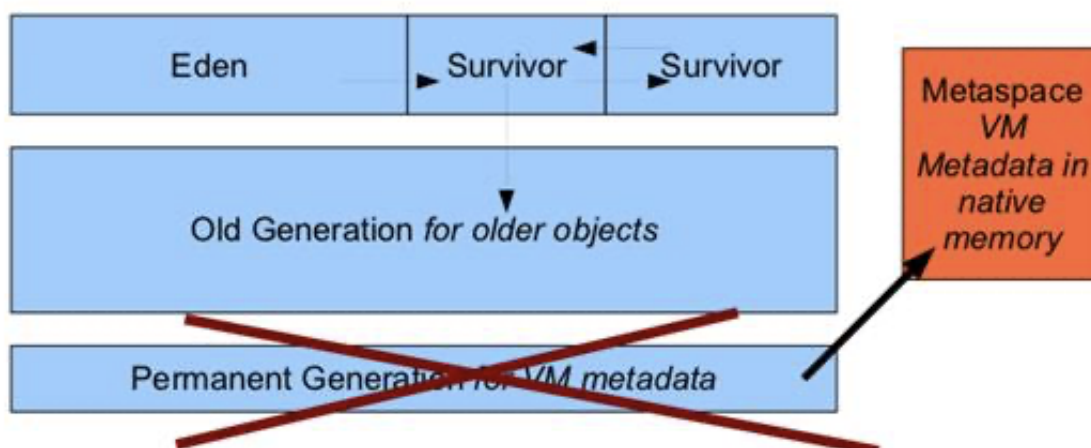 Eden
Survivor
Survivor
Metaspace
VM
Metadata in
native
memory
Old Generation for older objects
Permanent Generation for VM metadata